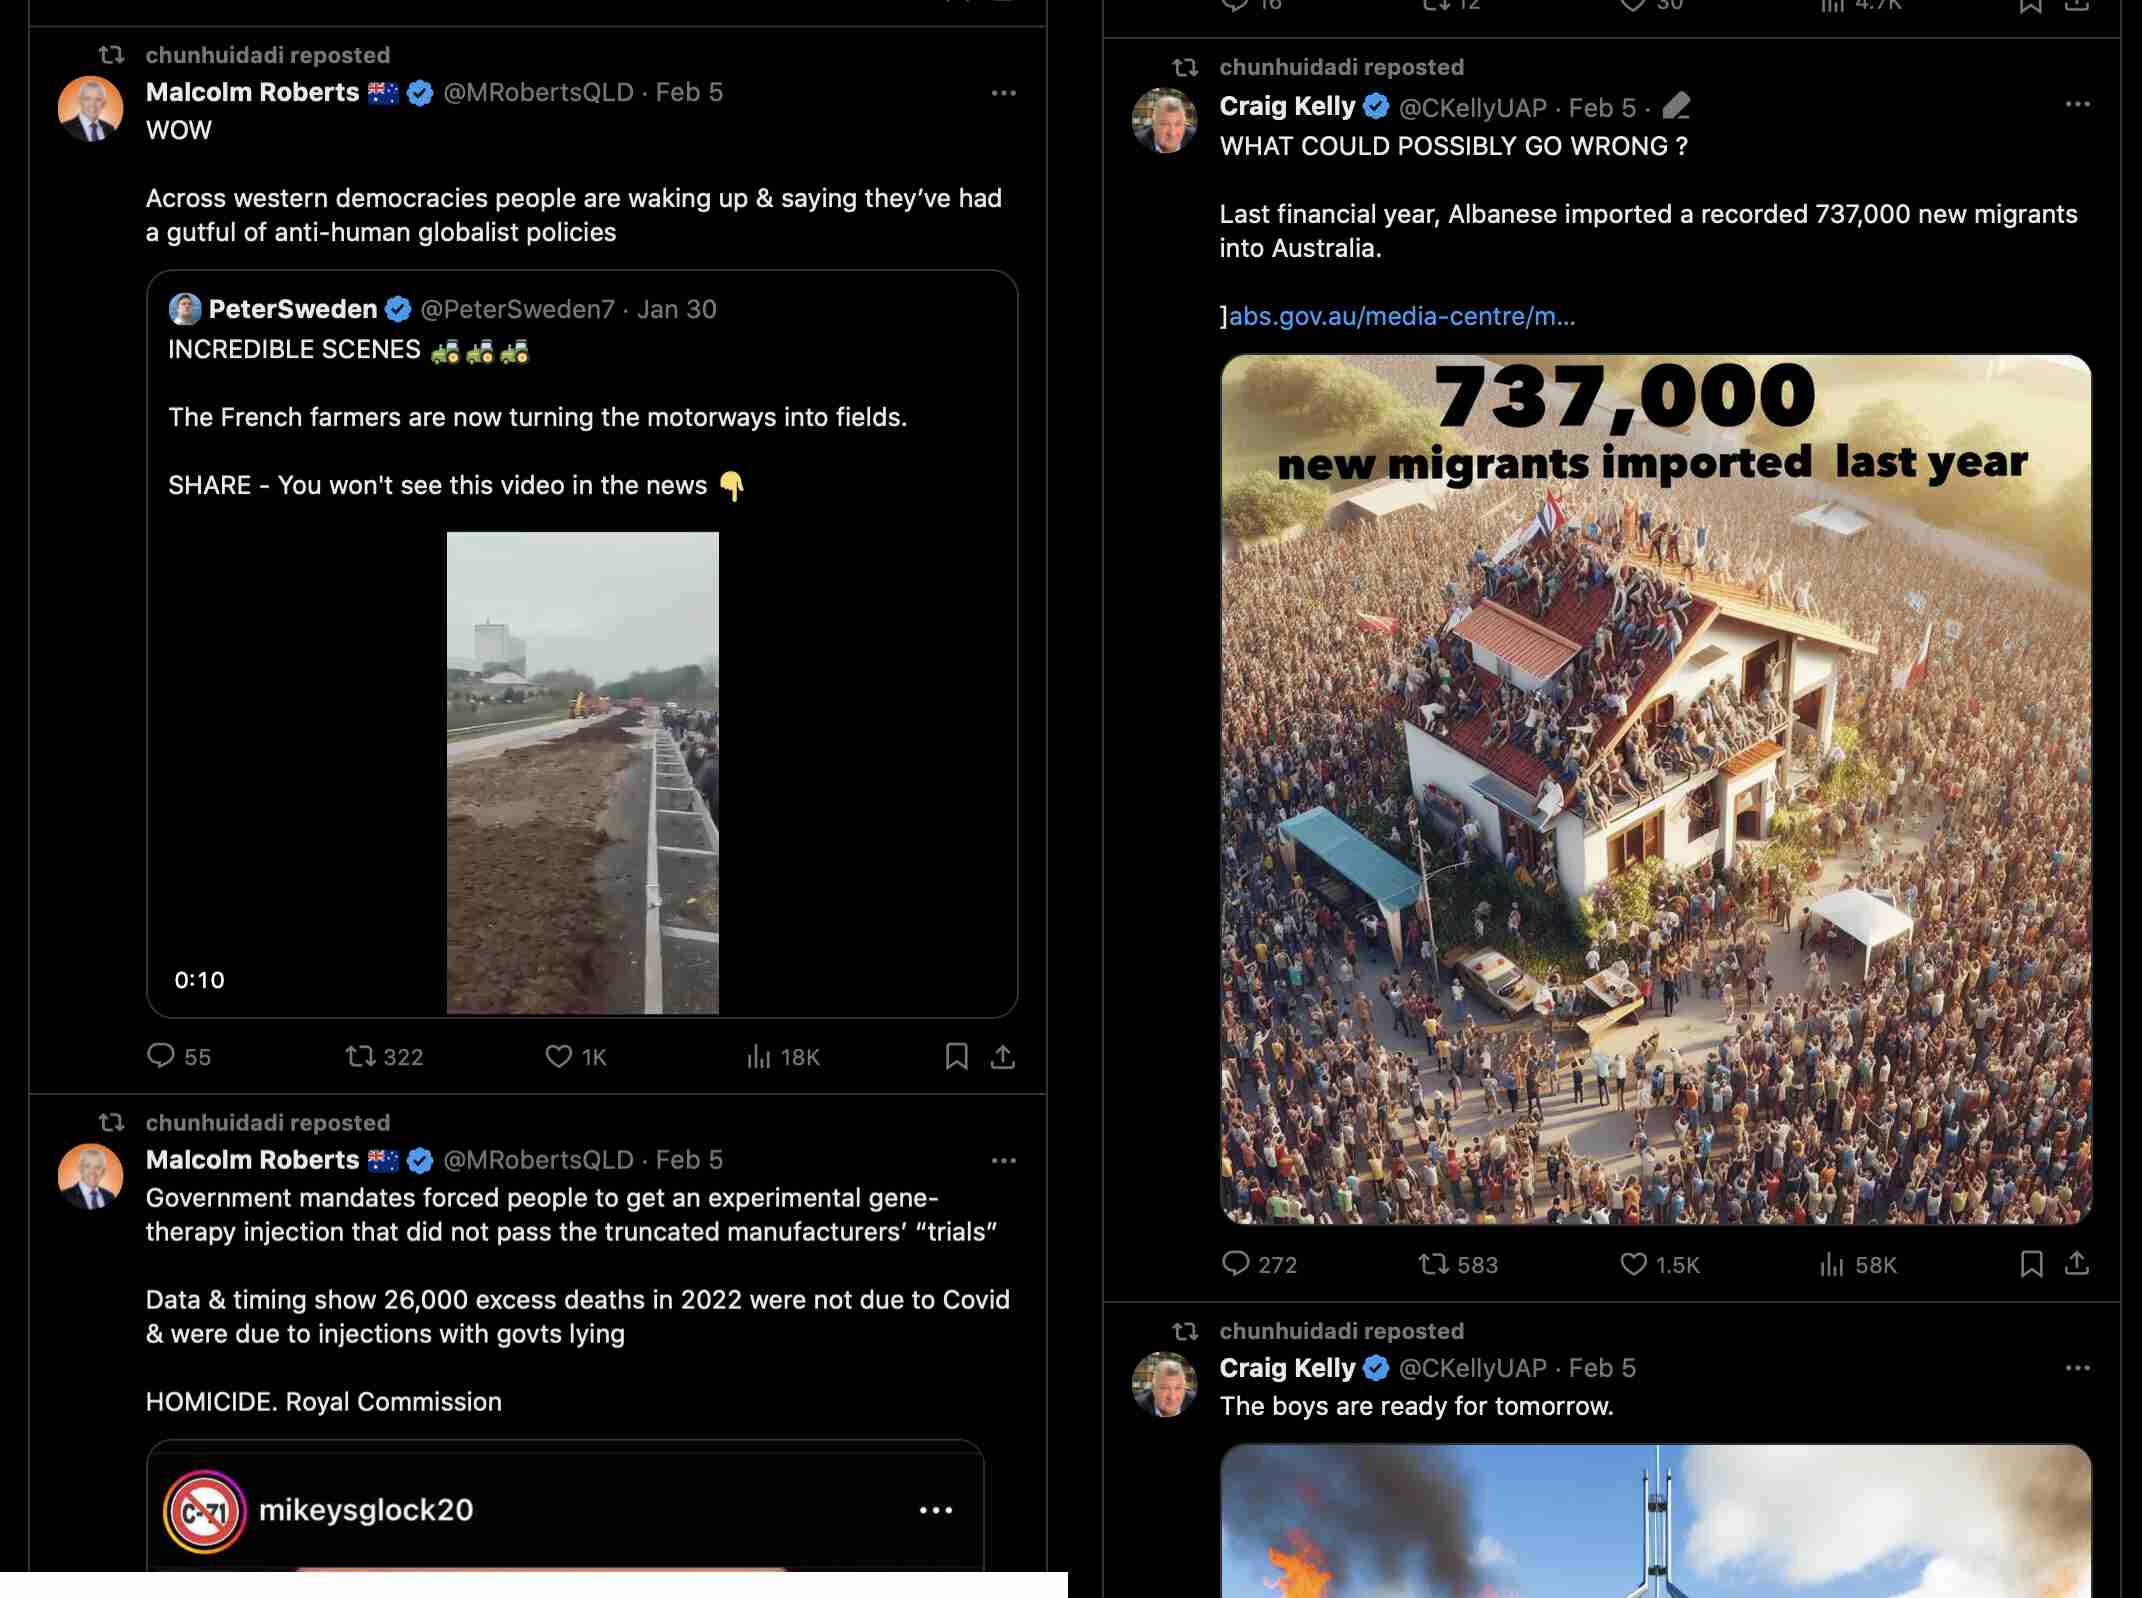 chunhuidadi reposted
Malcolm Roberts 🇦🇺 @MRobertsQLD · Feb 5
WOW
Across western democracies people are waking up & saying they’ve had
a gutful of anti-human globalist policies
PeterSweden @PeterSweden7 · Jan 30
INCREDIBLE SCENES 🚜🚜🚜
The French farmers are now turning the motorways into fields.
SHARE - You won't see this video in the news 👇
0:10
55 322 1K 18K
chunhuidadi reposted
Malcolm Roberts 🇦🇺 @MRobertsQLD · Feb 5
Government mandates forced people to get an experimental gene-
therapy injection that did not pass the truncated manufacturers’ “trials”
Data & timing show 26,000 excess deaths in 2022 were not due to Covid
& were due to injections with govts lying
HOMICIDE. Royal Commission
C-71
mikeysglock20
16 12 30 4.7K
chunhuidadi reposted
Craig Kelly @CKellyUAP · Feb 5 ·
WHAT COULD POSSIBLY GO WRONG ?
Last financial year, Albanese imported a recorded 737,000 new migrants
into Australia.
]abs.gov.au/media-centre/m...
737,000
new migrants imported last year
272 583 1.5K 58K
chunhuidadi reposted
Craig Kelly @CKellyUAP · Feb 5
The boys are ready for tomorrow.